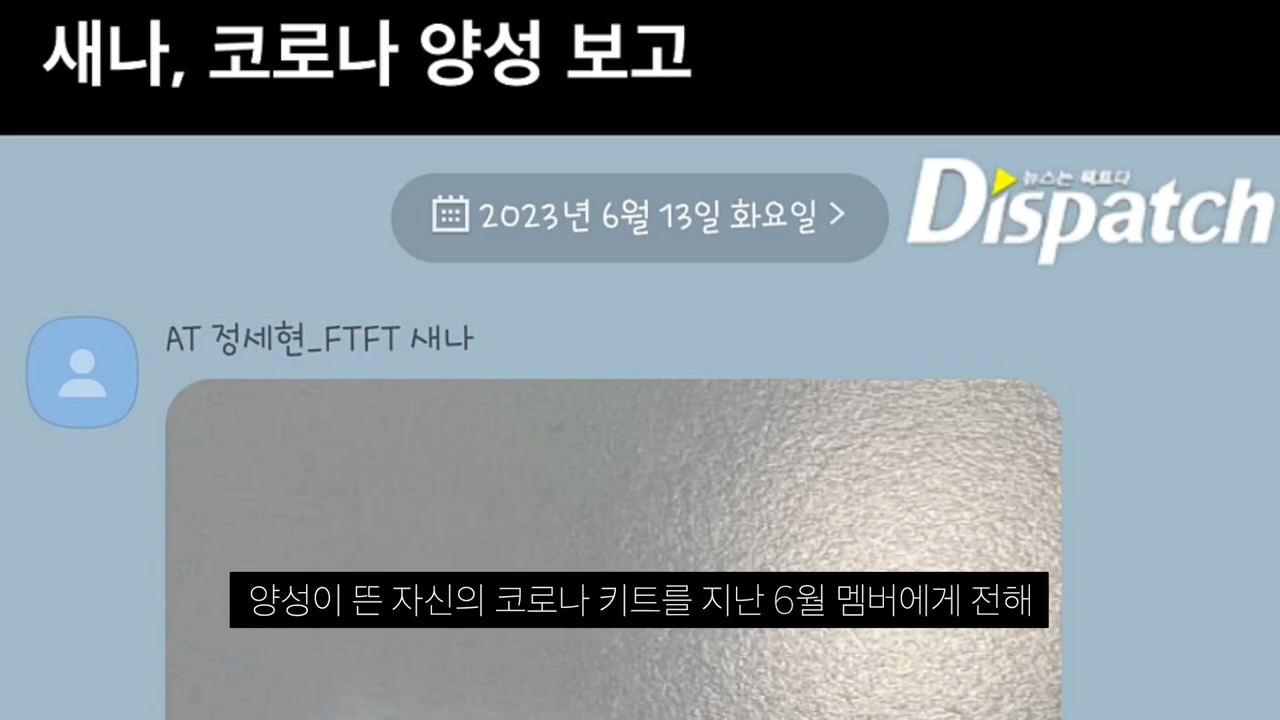 새나, 코로나 양성 보고
뉴스는 팩트다
Dispatch
2023년 6월 13일 화요일 >
AT 정세현_FTFT 새나
양성이 뜬 자신의 코로나 키트를 지난 6월 멤버에게 전해